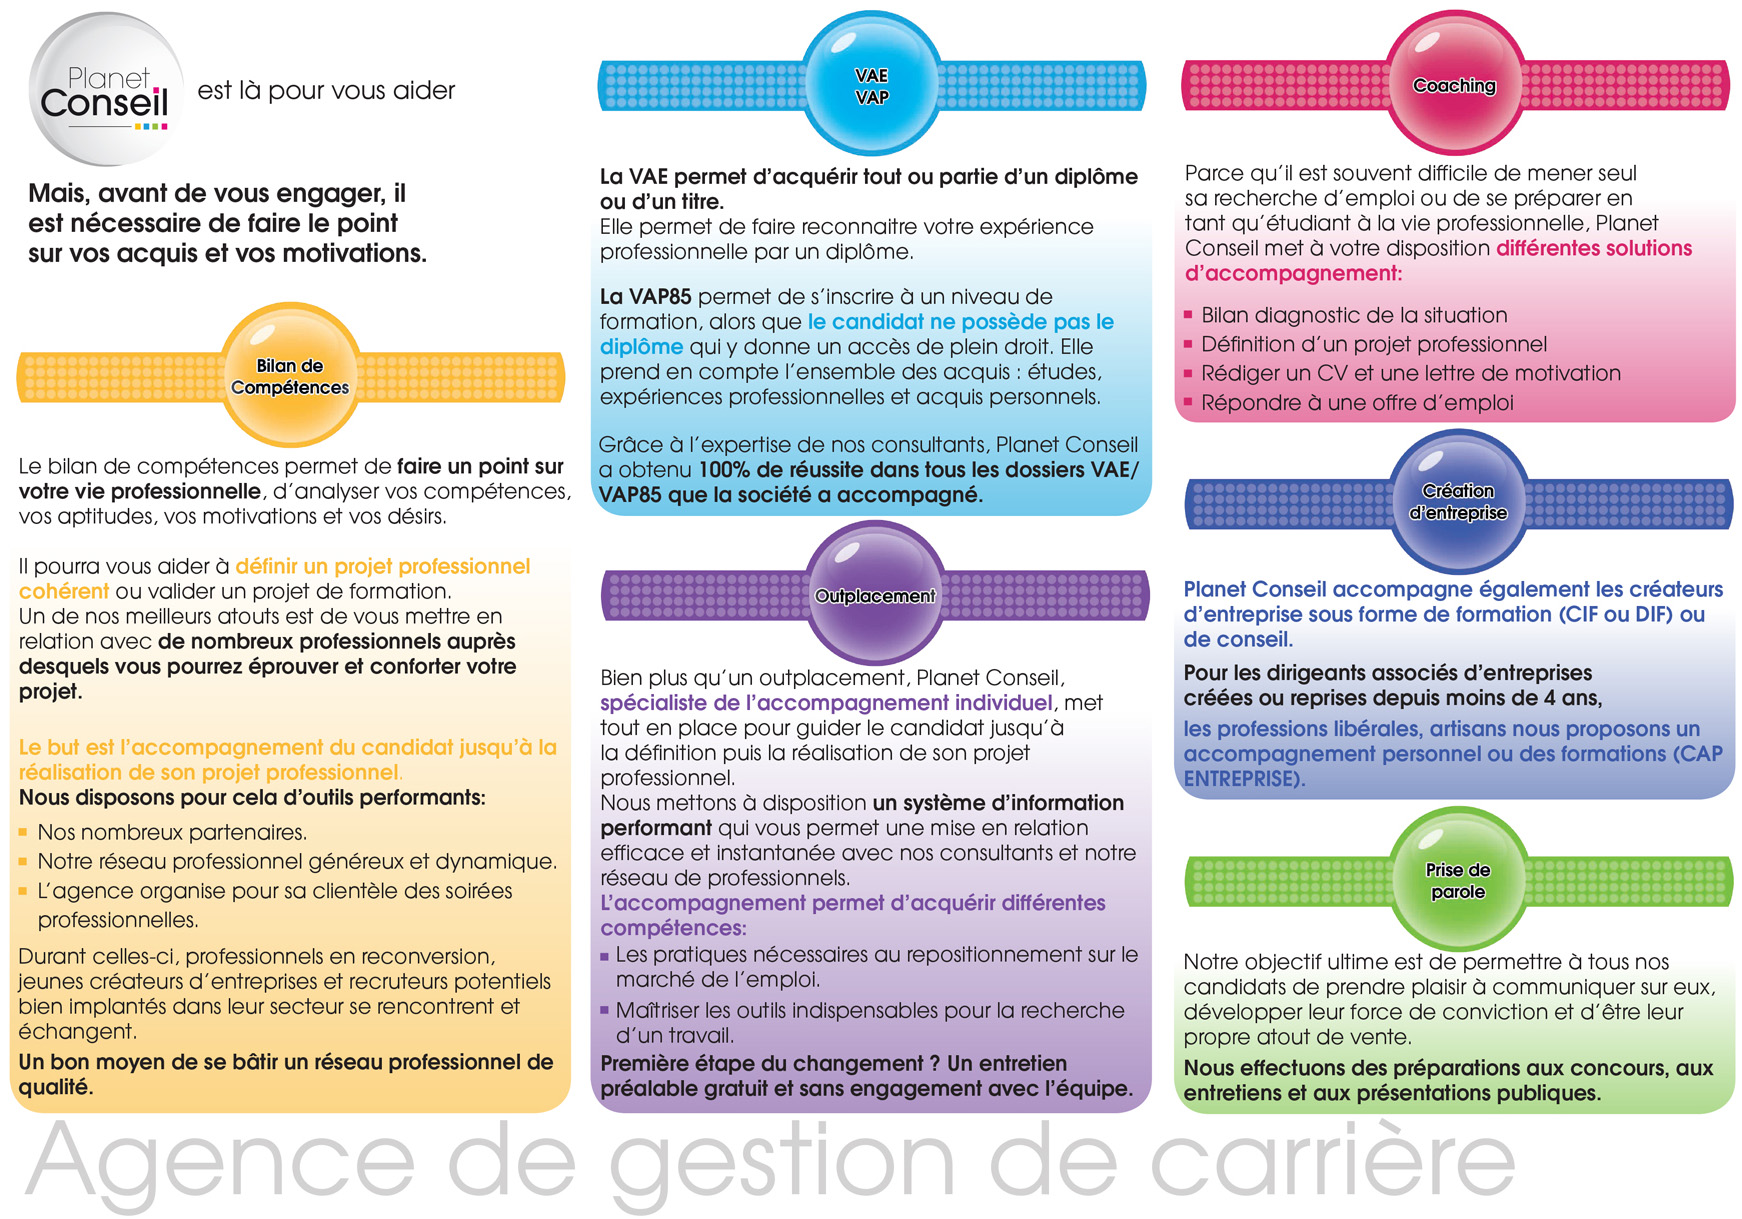 Planet
Conseil
est là pour vous aider
Mais, avant de vous engager, il
est nécessaire de faire le point
sur vos acquis et vos motivations.
Bilan de
Compétences
Le bilan de compétences permet de faire un point sur
votre vie professionnelle, d'analyser vos compétences,
vos aptitudes, vos motivations et vos désirs.
Il pourra vous aider à définir un projet professionnel
cohérent ou valider un projet de formation.
Un de nos meilleurs atouts est de vous mettre en
relation avec de nombreux professionnels auprès
desquels vous pourrez éprouver et conforter votre
projet.
Le but est l'accompagnement du candidat jusqu'à la
réalisation de son projet professionnel.
Nous disposons pour cela d'outils performants:
Nos nombreux partenaires.
Notre réseau professionnel généreux et dynamique.
L'agence organise pour sa clientèle des soirées
professionnelles.
Durant celles-ci, professionnels en reconversion,
jeunes créateurs d'entreprises et recruteurs potentiels
bien implantés dans leur secteur se rencontrent et
échangent.
Un bon moyen de se bâtir un réseau professionnel de
qualité.
VAE
VAP
La VAE permet d'acquérir tout ou partie d'un diplôme
ou d'un titre.
Elle permet de faire reconnaitre votre expérience
professionnelle par un diplôme.
La VAP85 permet de s'inscrire à un niveau de
formation, alors que le candidat ne possède pas le
diplôme qui y donne un accès de plein droit. Elle
prend en compte l'ensemble des acquis : études,
expériences professionnelles et acquis personnels.
Grâce à l'expertise de nos consultants, Planet Conseil
a obtenu 100% de réussite dans tous les dossiers VAE/
VAP85 que la société a accompagné.
Outplacement
Bien plus qu'un outplacement, Planet Conseil,
spécialiste de l'accompagnement individuel, met
tout en place pour guider le candidat jusqu'à
la définition puis la réalisation de son projet
professionnel.
Nous mettons à disposition un système d'information
performant qui vous permet une mise en relation
efficace et instantanée avec nos consultants et notre
réseau de professionnels.
L'accompagnement permet d'acquérir différentes
compétences:
Les pratiques nécessaires au repositionnement sur le
marché de l'emploi.
Maîtriser les outils indispensables pour la recherche
d'un travail.
Première étape du changement ? Un entretien
préalable gratuit et sans engagement avec l'équipe.
Coaching
Parce qu'il est souvent difficile de mener seul
sa recherche d'emploi ou de se préparer en
tant qu'étudiant à la vie professionnelle, Planet
Conseil met à votre disposition différentes solutions
d'accompagnement:
Bilan diagnostic de la situation
Définition d'un projet professionnel
Rédiger un CV et une lettre de motivation
Répondre à une offre d'emploi
Création
d'entreprise
Planet Conseil accompagne également les créateurs
d'entreprise sous forme de formation (CIF ou DIF) ou
de conseil.
Pour les dirigeants associés d'entreprises
créées ou reprises depuis moins de 4 ans,
les professions libérales, artisans nous proposons un
accompagnement personnel ou des formations (CAP
ENTREPRISE).
Prise de
parole
Notre objectif ultime est de permettre à tous nos
candidats de prendre plaisir à communiquer sur eux,
développer leur force de conviction et d'être leur
propre atout de vente.
Nous effectuons des préparations aux concours, aux
entretiens et aux présentations publiques.
Agence de gestion de carrière